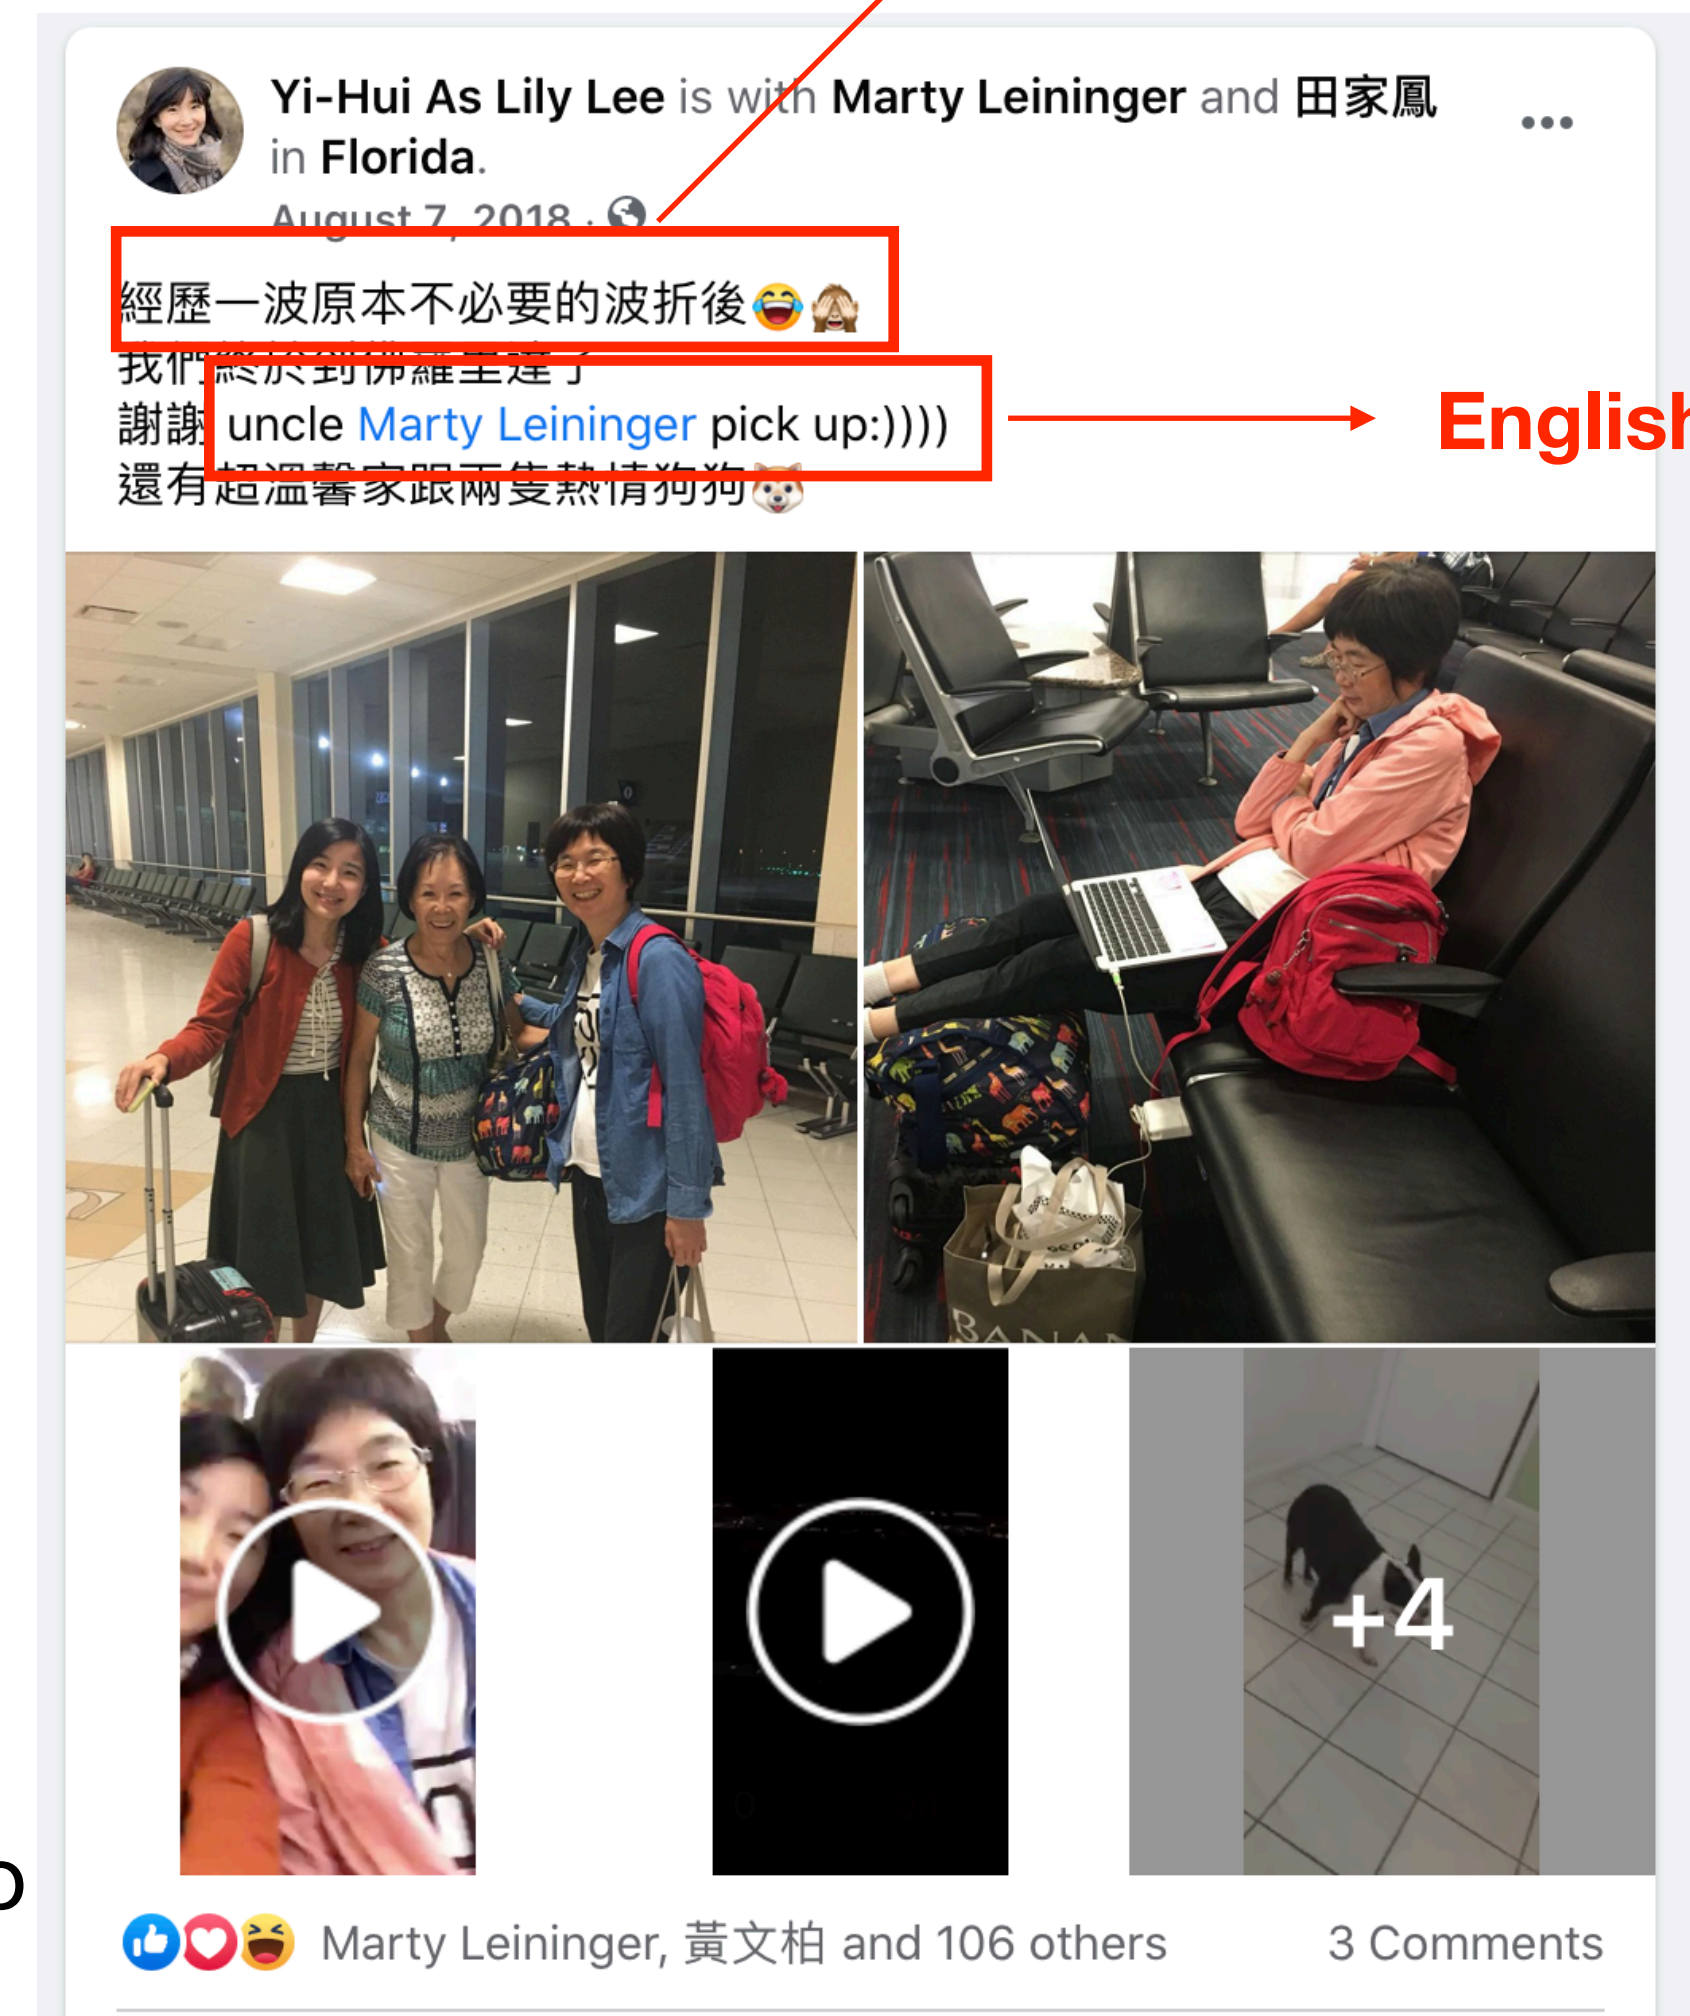 Yi-Hui As Lily Lee is with Marty Leininger and 田家鳳
in Florida.
August 7, 2018 ·
經歷一波原本不必要的波折後😂🙈
我們終於到佛羅里達了
謝謝 uncle Marty Leininger pick up:))))
還有超溫馨家跟兩隻熱情狗狗🐶
English
BANAN
+4
Marty Leininger, 黃文柏 and 106 others
3 Comments